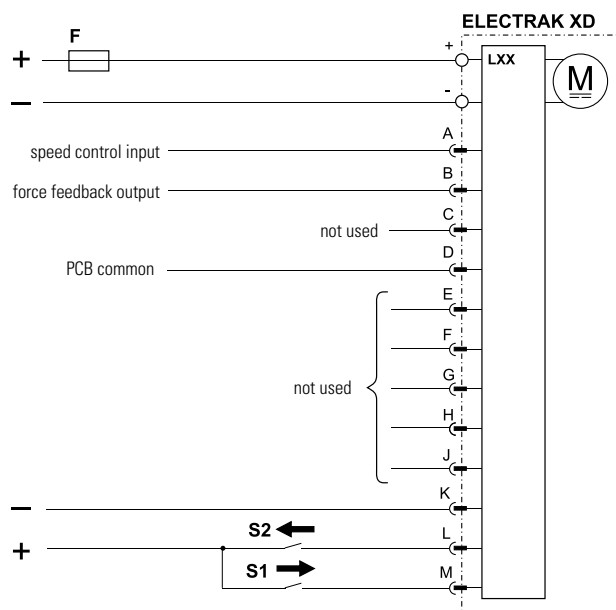 ELECTRAK XD
F
+
LXX
+
M
-
–
A
speed control input
B
force feedback output
C
not used
D
PCB common
E
F
G
not used
H
J
K
–
S2
L
+
S1
M